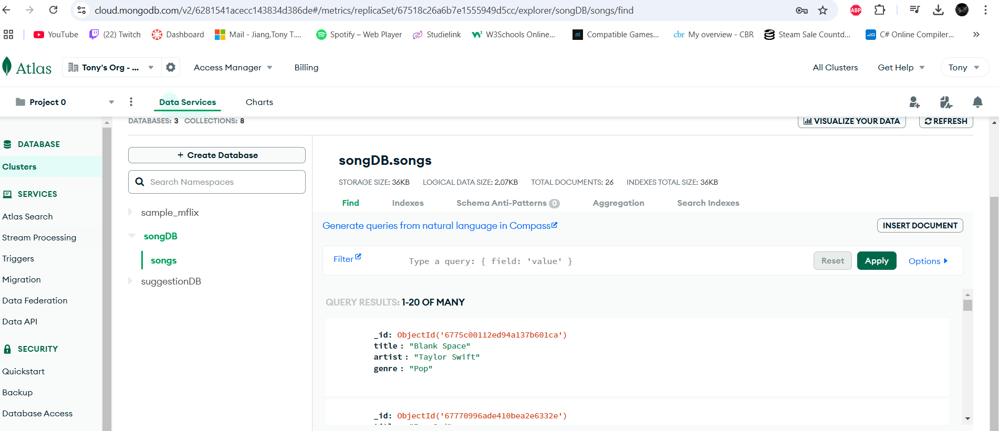 cloud.mongodb.com/v2/6281541acecc143834d386de#/metrics/replicaSet/67518c26a6b7e1555949d5cc/explorer/songDB/songs/find
ABP
YouTube (22) Twitch Dashboard Mail - Jiang,Tony T.... Spotify – Web Player Studielink W3Schools Online... Compatible Games... cbr My overview - CBR Steam Sale Countd... C# Online Compiler... »
Atlas Tony's Org - ... Access Manager Billing All Clusters Get Help Tony
Project 0 Data Services Charts
DATABASES: 3 COLLECTIONS: 8 VISUALIZE YOUR DATA REFRESH
DATABASE
Clusters
SERVICES
Atlas Search
Stream Processing
Triggers
Migration
Data Federation
Data API
SECURITY
Quickstart
Backup
Database Access
+ Create Database
Search Namespaces
sample_mflix
songDB
songs
suggestionDB
songDB.songs
STORAGE SIZE: 36KB LOGICAL DATA SIZE: 2.07KB TOTAL DOCUMENTS: 26 INDEXES TOTAL SIZE: 36KB
Find Indexes Schema Anti-Patterns 0 Aggregation Search Indexes
Generate queries from natural language in Compass INSERT DOCUMENT
Filter Type a query: { field: 'value' } Reset Apply Options
QUERY RESULTS: 1-20 OF MANY
_id: ObjectId('6775c00112ed94a137b601ca')
title : "Blank Space"
artist : "Taylor Swift"
genre : "Pop"
_id: ObjectId('67770996ade410bea2e6332e')